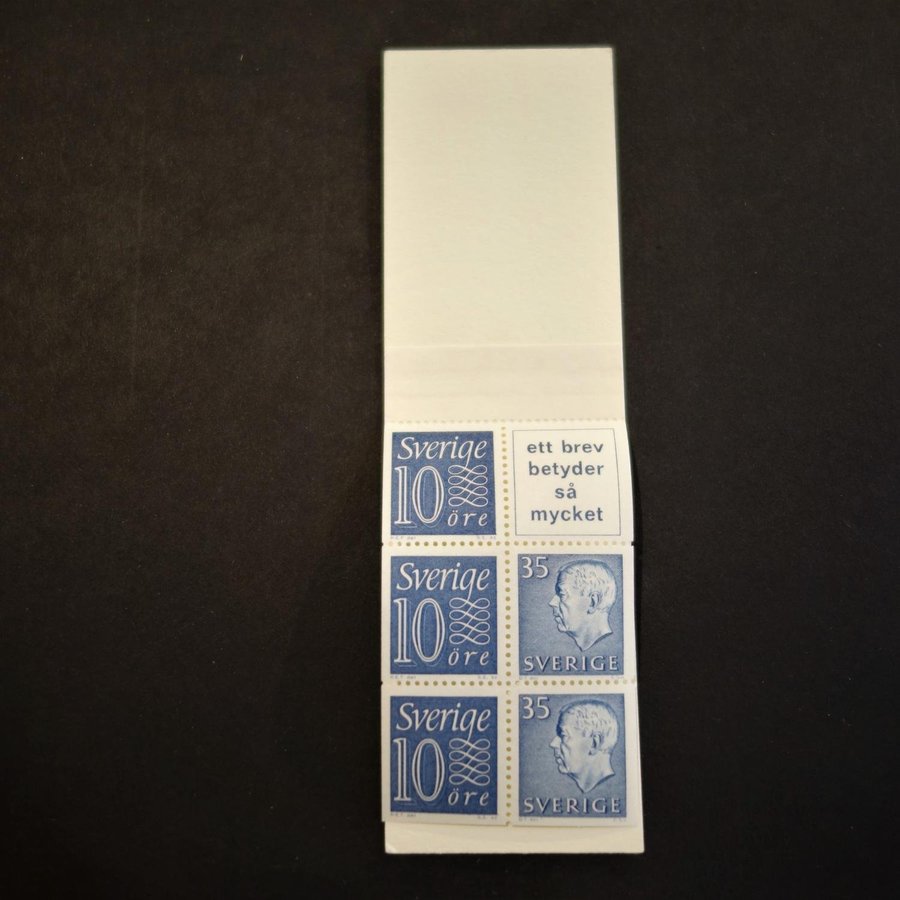 Sverige
10
öre
ett brev
betyder
så
mycket
Sverige
10
öre
35
SVERIGE
Sverige
10
öre
35
SVERIGE